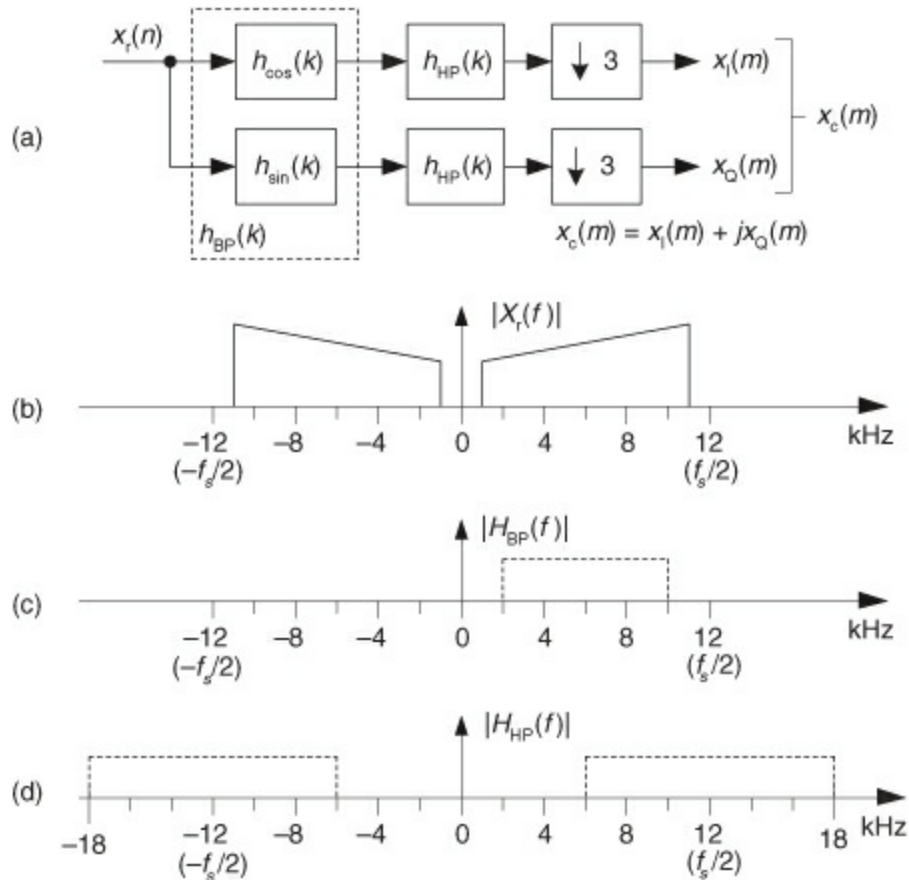 x_r(n)
h_cos(k)
h_HP(k)
↓ 3
x_I(m)
x_c(m)
(a)
h_sin(k)
h_HP(k)
↓ 3
x_Q(m)
h_BP(k)
x_c(m) = x_I(m) + jx_Q(m)
|X_r(f)|
(b)
–12 –8 –4 0 4 8 12 kHz
(–f_s/2) (f_s/2)
|H_BP(f)|
(c)
–12 –8 –4 0 4 8 12 kHz
(–f_s/2) (f_s/2)
|H_HP(f)|
(d)
–18 –12 –8 –4 0 4 8 12 18 kHz
(–f_s/2) (f_s/2)